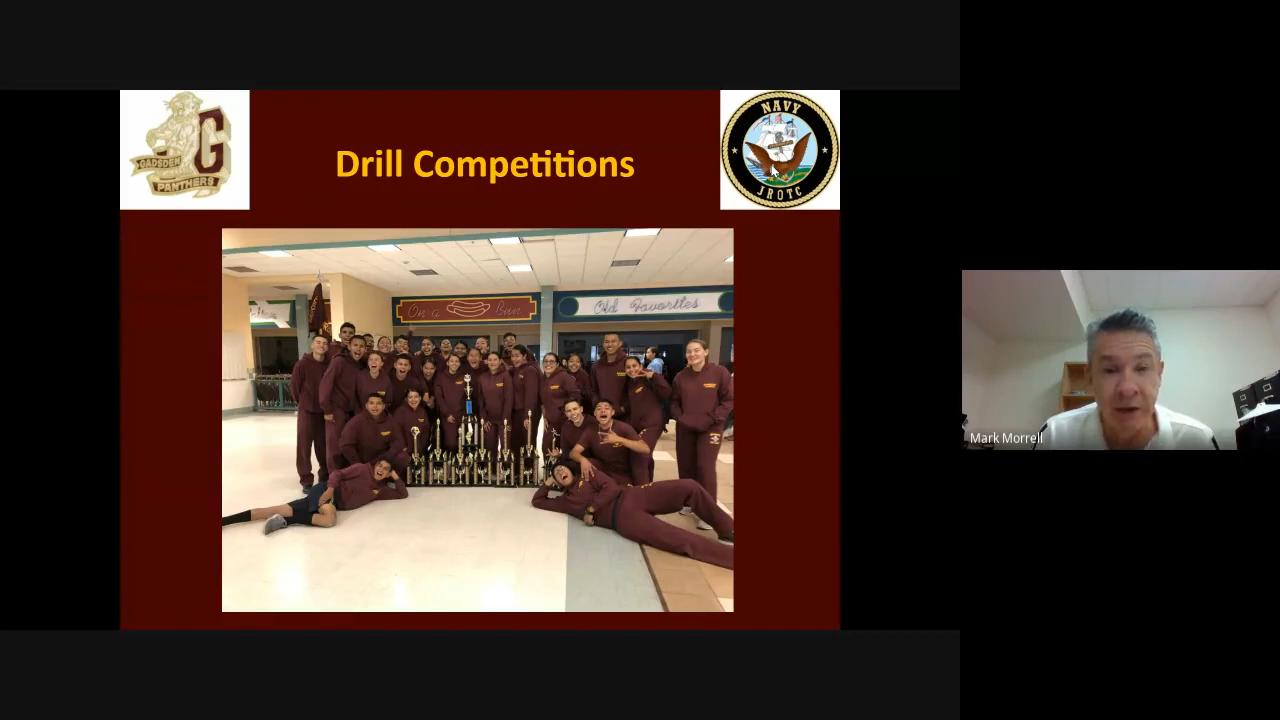 GADSDEN
G
PANTHERS
Drill Competitions
NAVY
JROTC
On a Bun
Old Favorites
Mark Morrell